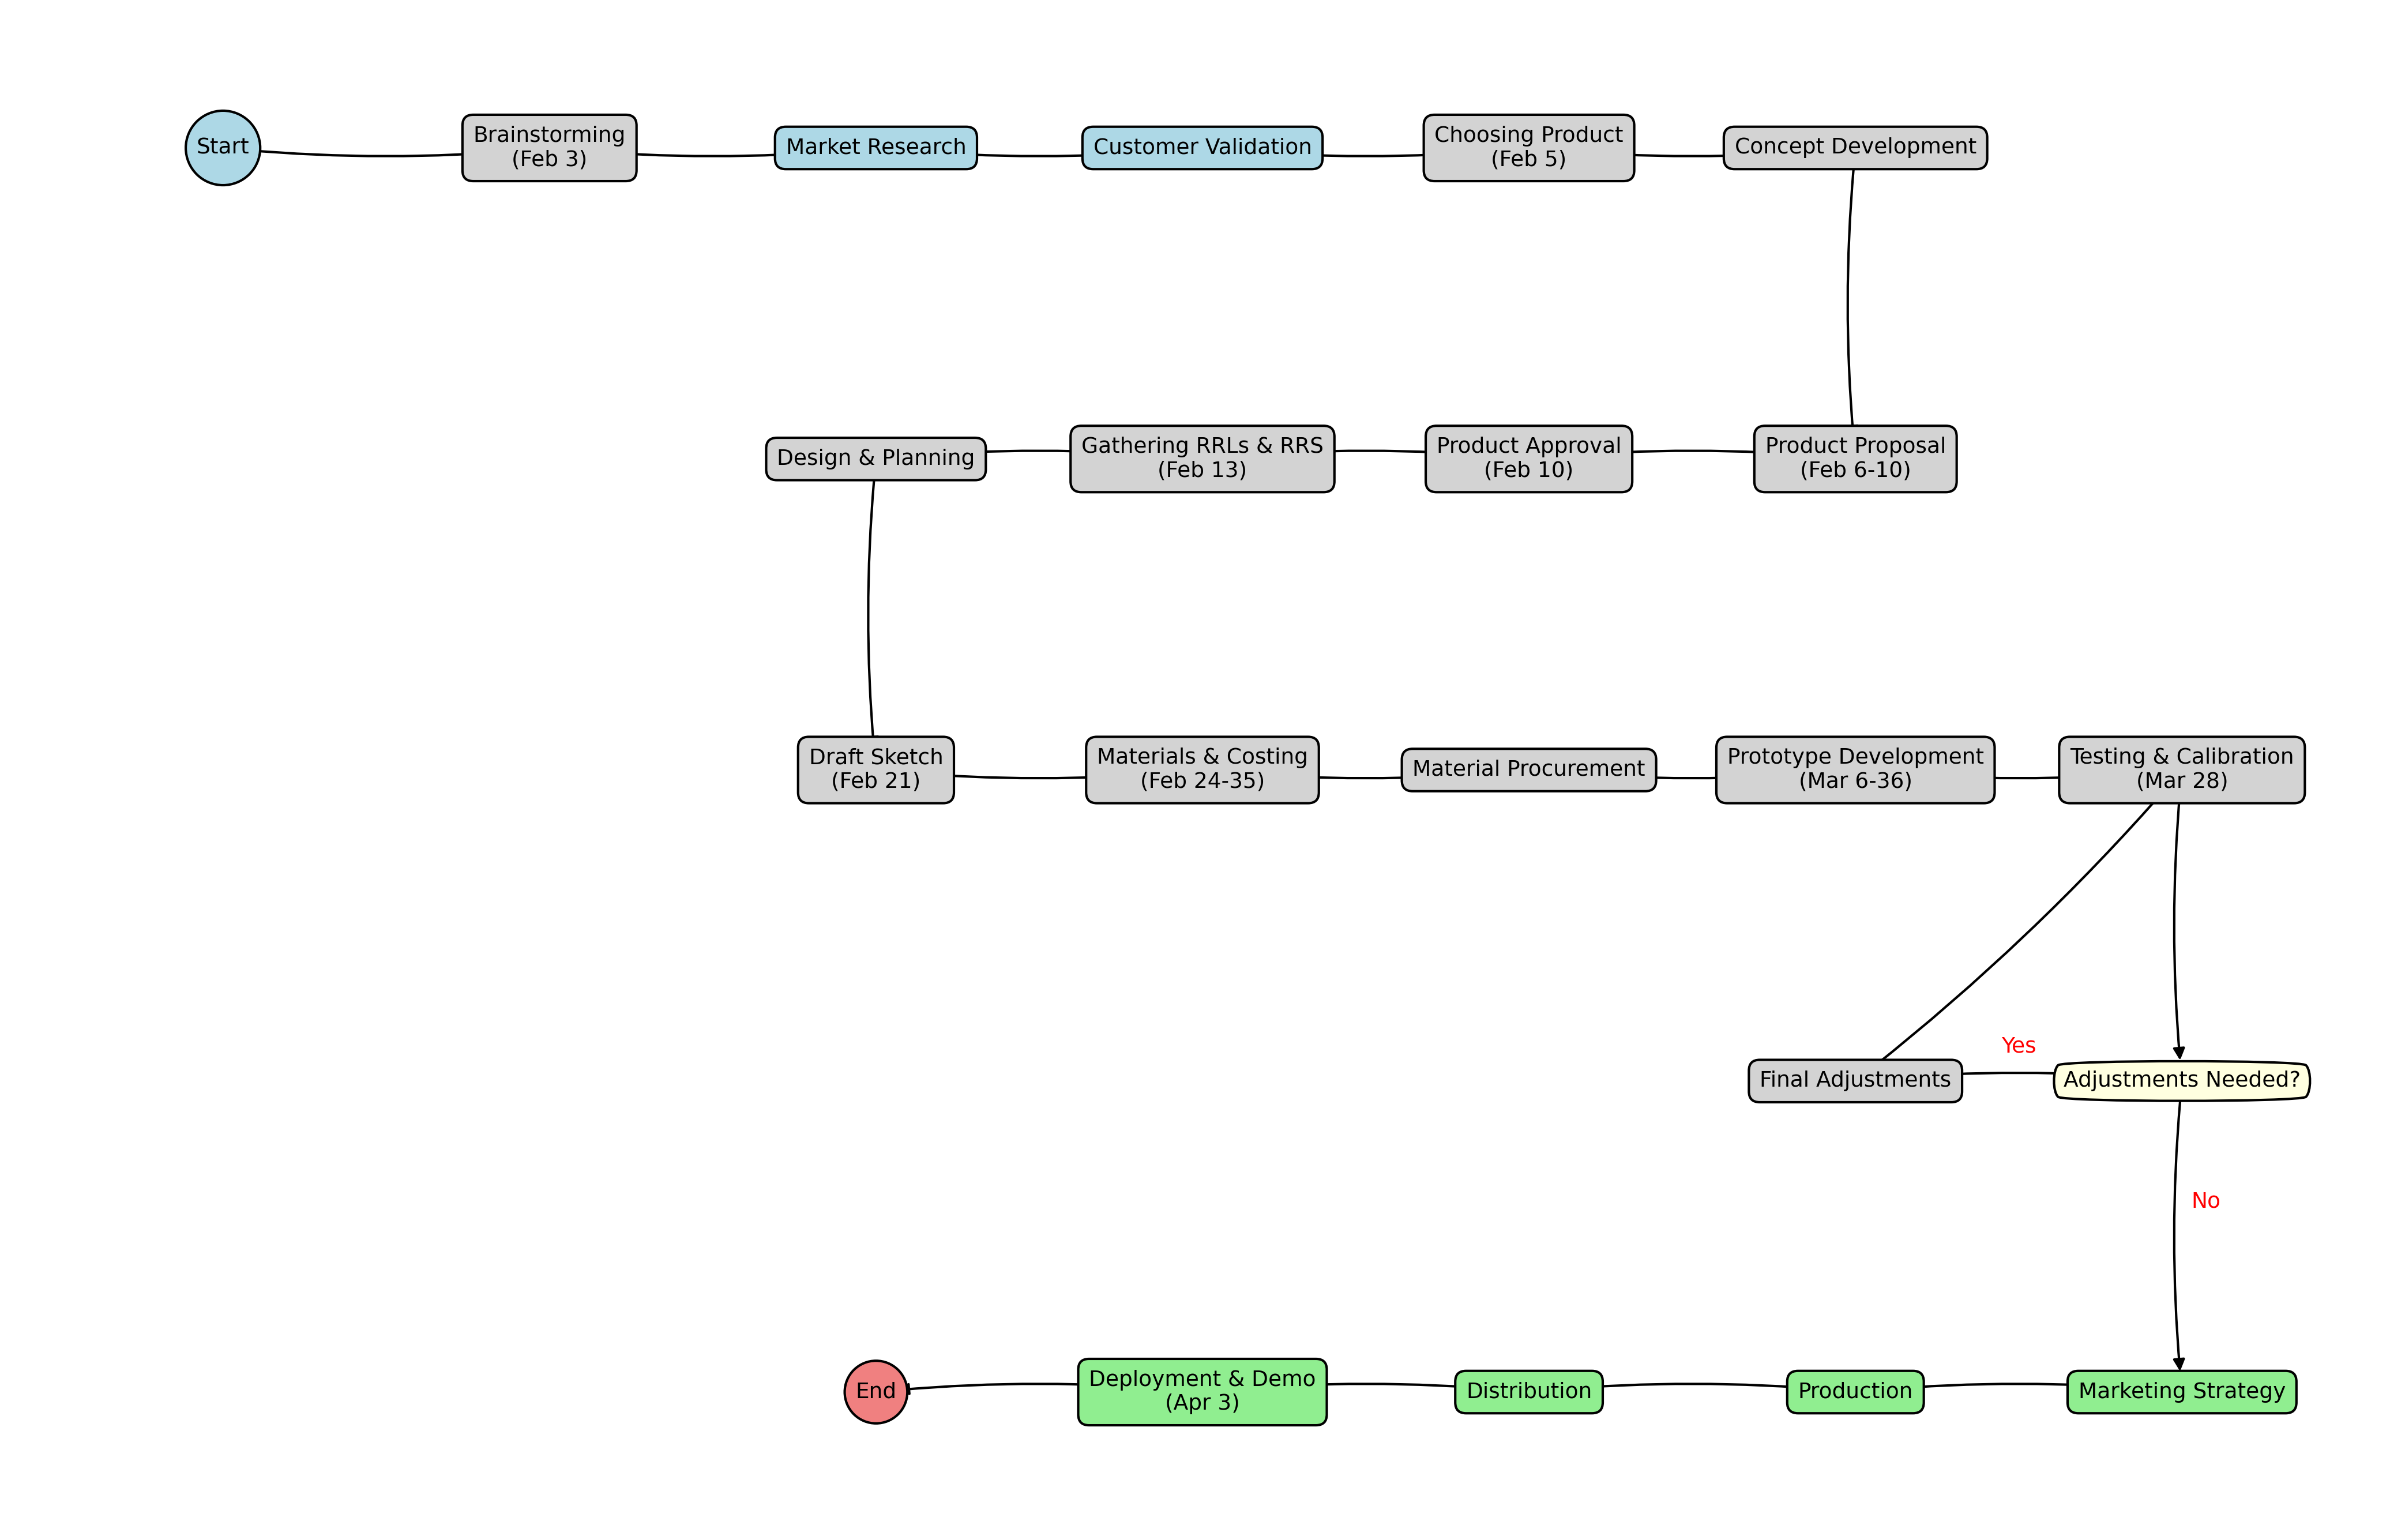 Start
Brainstorming
(Feb 3)
Market Research
Customer Validation
Choosing Product
(Feb 5)
Concept Development
Product Proposal
(Feb 6-10)
Product Approval
(Feb 10)
Gathering RRLs & RRS
(Feb 13)
Design & Planning
Draft Sketch
(Feb 21)
Materials & Costing
(Feb 24-35)
Material Procurement
Prototype Development
(Mar 6-36)
Testing & Calibration
(Mar 28)
Adjustments Needed?
Yes
Final Adjustments
No
Marketing Strategy
Production
Distribution
Deployment & Demo
(Apr 3)
End